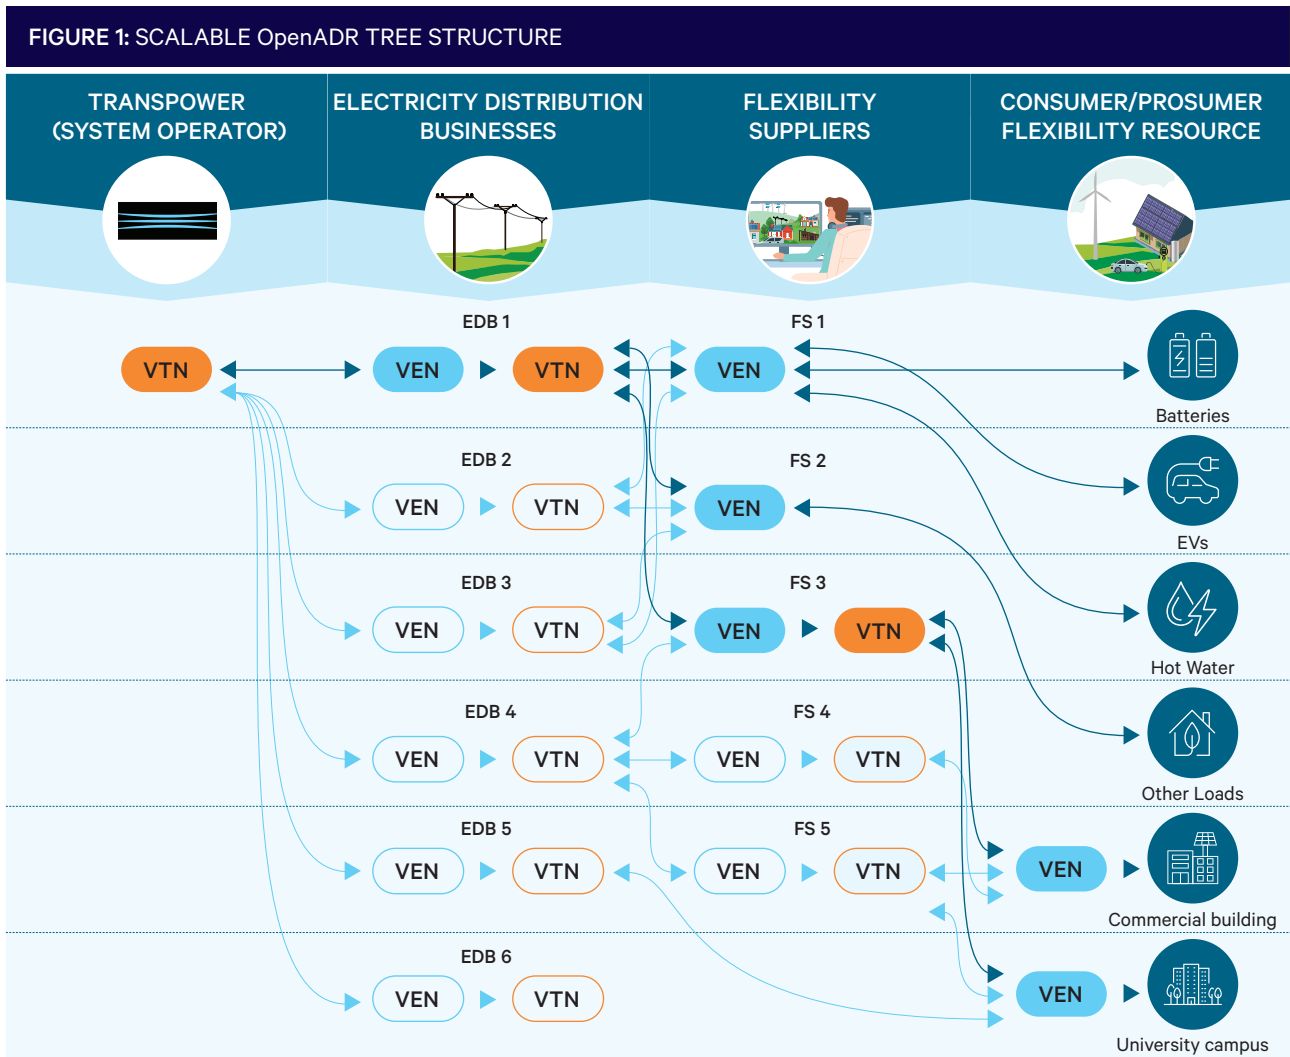 FIGURE 1: SCALABLE OpenADR TREE STRUCTURE
TRANSPOWER
(SYSTEM OPERATOR)
ELECTRICITY DISTRIBUTION
BUSINESSES
FLEXIBILITY
SUPPLIERS
CONSUMER/PROSUMER
FLEXIBILITY RESOURCE
EDB 1
FS 1
VTN
VEN
VTN
VEN
Batteries
EDB 2
FS 2
VEN
VTN
VEN
EVs
EDB 3
FS 3
VEN
VTN
VEN
VTN
Hot Water
EDB 4
FS 4
VEN
VTN
VEN
VTN
Other Loads
EDB 5
FS 5
VEN
VTN
VEN
VTN
VEN
Commercial building
EDB 6
VEN
VTN
VEN
University campus